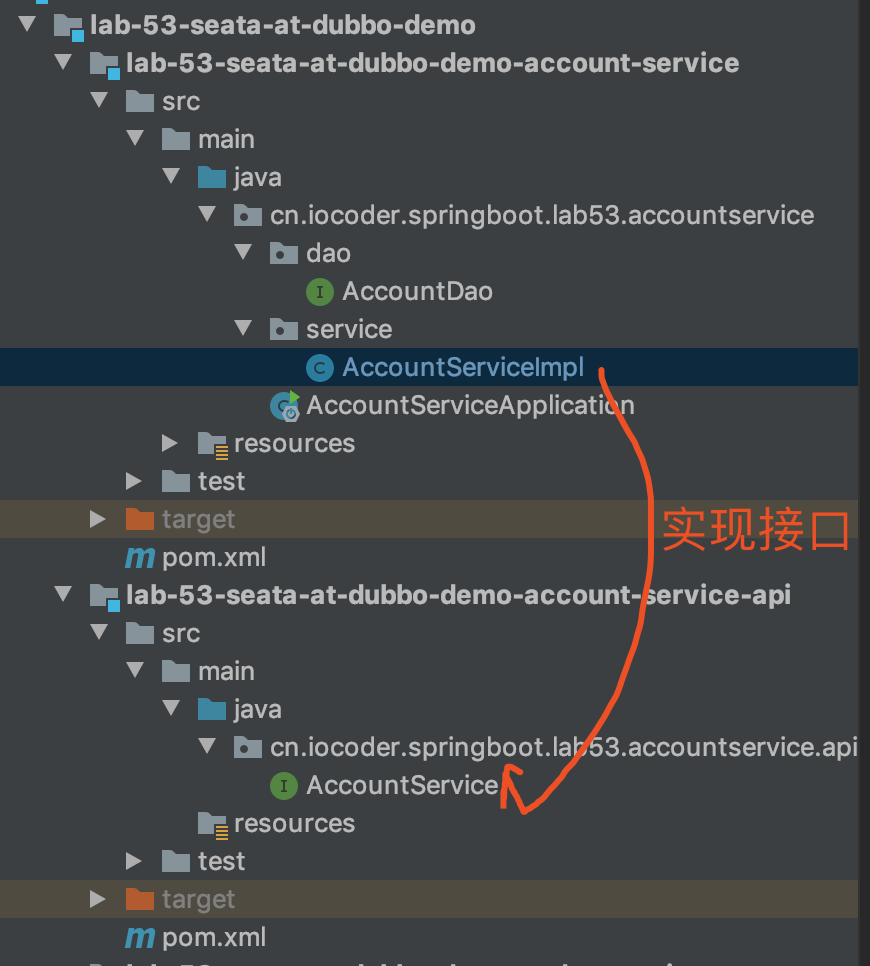 lab-53-seata-at-dubbo-demo
lab-53-seata-at-dubbo-demo-account-service
src
main
java
cn.iocoder.springboot.lab53.accountservice
dao
AccountDao
service
AccountServiceImpl
AccountServiceApplication
resources
test
target
实现接口
pom.xml
lab-53-seata-at-dubbo-demo-account-service-api
src
main
java
cn.iocoder.springboot.lab53.accountservice.api
AccountService
resources
test
target
pom.xml